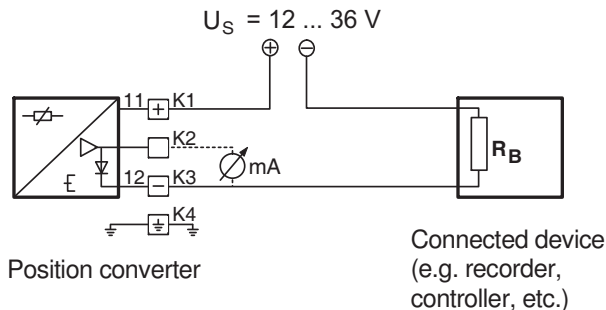 U_S = 12 ... 36 V
+ −
11 + K1
K2
mA
12 − K3
K4
R_B
Position converter
Connected device
(e.g. recorder,
controller, etc.)